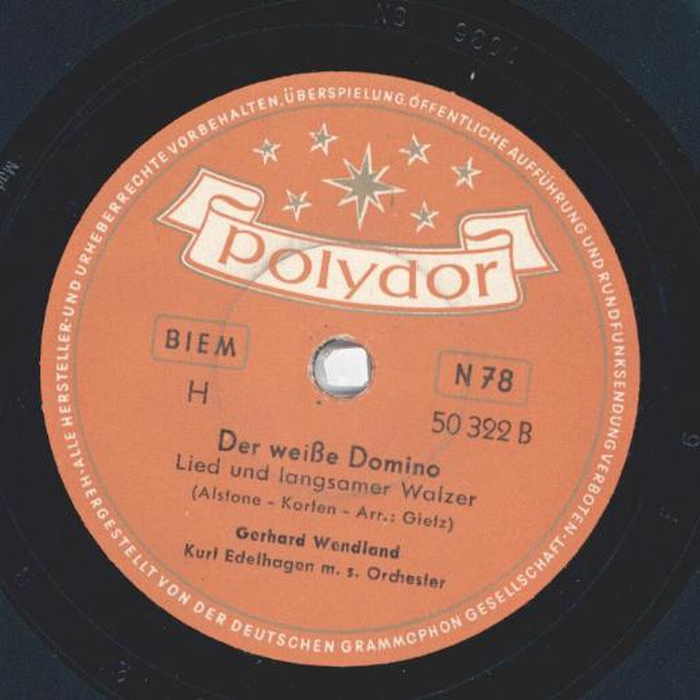 ·ALLE HERSTELLER-UND URHEBERRECHTE VORBEHALTEN, ÜBERSPIELUNG, ÖFFENTLICHE AUFFÜHRUNG UND RUNDFUNKSENDUNG VERBOTEN·
polydor
BIEM
N 78
H
50 322 B
Der weiße Domino
Lied und langsamer Walzer
(Alstone - Korten - Arr.: Gietz)
Gerhard Wendland
Kurt Edelhagen m. s. Orchester
HERGESTELLT VON DER DEUTSCHEN GRAMMOPHON GESELLSCHAFT·